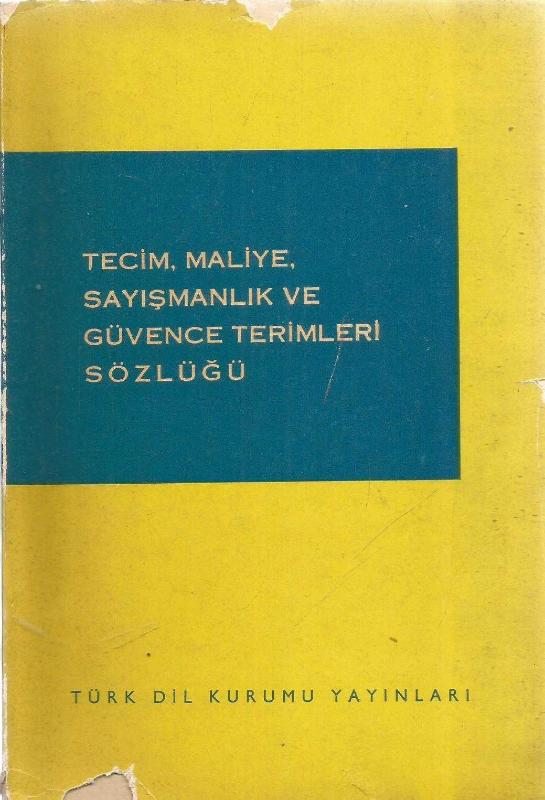 TECİM, MALİYE,
SAYIŞMANLIK VE
GÜVENCE TERİMLERİ
SÖZLÜĞÜ
TÜRK DİL KURUMU YAYINLARI